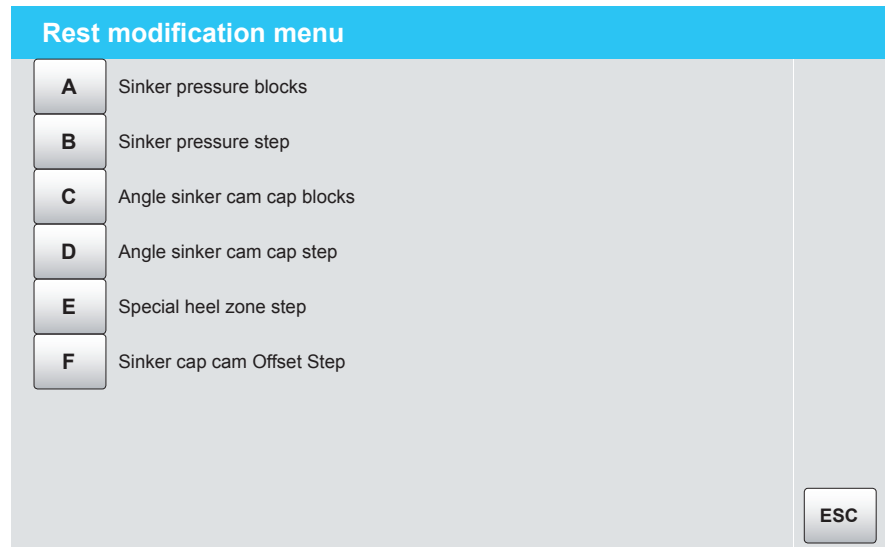 Rest modification menu
A Sinker pressure blocks
B Sinker pressure step
C Angle sinker cam cap blocks
D Angle sinker cam cap step
E Special heel zone step
F Sinker cap cam Offset Step
ESC